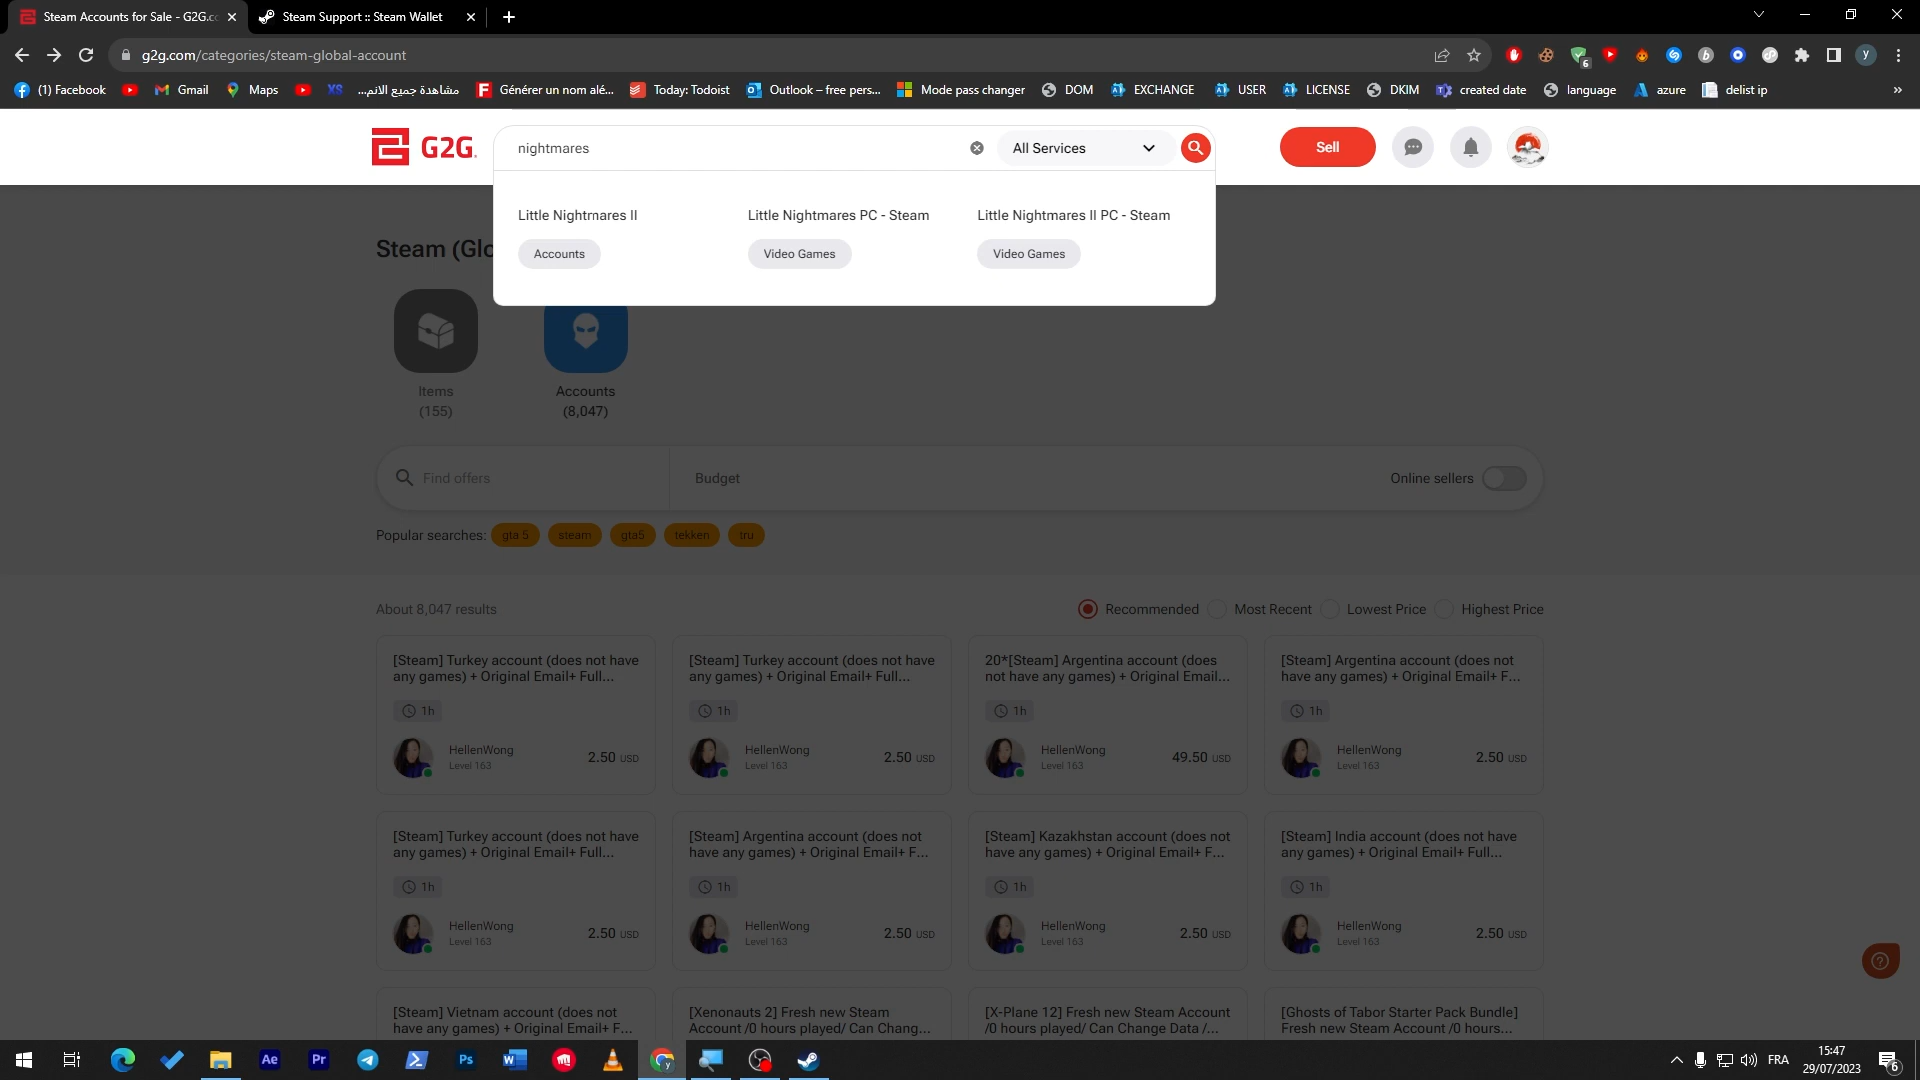 Steam Accounts for Sale - G2G.c
Steam Support :: Steam Wallet
g2g.com/categories/steam-global-account
6
y
(1) Facebook
Gmail
Maps
XS
مشاهدة جميع الانم...
Générer un nom alé...
Today: Todoist
Outlook – free pers...
Mode pass changer
DOM
EXCHANGE
USER
LICENSE
DKIM
created date
language
azure
delist ip
»
G2G.
nightmares
All Services
Sell
Little Nightmares II
Little Nightmares PC - Steam
Little Nightmares II PC - Steam
Accounts
Video Games
Video Games
Steam (Glo
Items
(155)
Accounts
(8,047)
Find offers
Budget
Online sellers
Popular searches:
gta 5
steam
gta5
tekken
tru
About 8,047 results
Recommended
Most Recent
Lowest Price
Highest Price
[Steam] Turkey account (does not have
any games) + Original Email+ Full...
1h
HellenWong
Level 163
2.50 USD
[Steam] Turkey account (does not have
any games) + Original Email+ Full...
1h
HellenWong
Level 163
2.50 USD
20*[Steam] Argentina account (does
not have any games) + Original Email...
1h
HellenWong
Level 163
49.50 USD
[Steam] Argentina account (does not
have any games) + Original Email+ F...
1h
HellenWong
Level 163
2.50 USD
[Steam] Turkey account (does not have
any games) + Original Email+ Full...
1h
HellenWong
Level 163
2.50 USD
[Steam] Argentina account (does not
have any games) + Original Email+ F...
1h
HellenWong
Level 163
2.50 USD
[Steam] Kazakhstan account (does not
have any games) + Original Email+ F...
1h
HellenWong
Level 163
2.50 USD
[Steam] India account (does not have
any games) + Original Email+ Full...
1h
HellenWong
Level 163
2.50 USD
[Steam] Vietnam account (does not
have any games) + Original Email+ F...
[Xenonauts 2] Fresh new Steam
Account /0 hours played/ Can Chang...
[X-Plane 12] Fresh new Steam Account
/0 hours played/ Can Change Data /...
[Ghosts of Tabor Starter Pack Bundle]
Fresh new Steam Account /0 hours...
Ae
Pr
Ps
FRA
15:47
29/07/2023
6